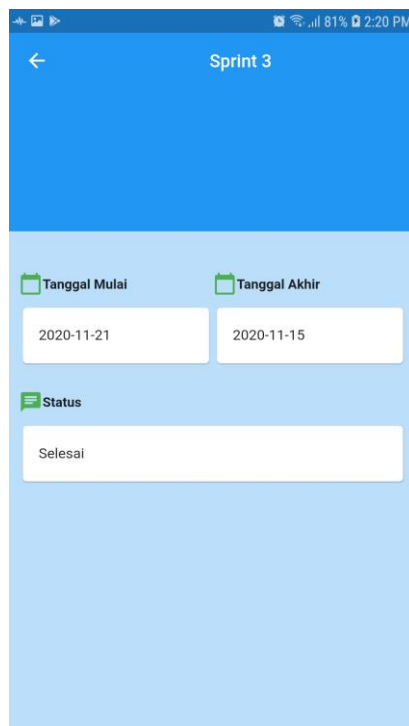 81% 2:20 PM
Sprint 3
Tanggal Mulai
Tanggal Akhir
2020-11-21
2020-11-15
Status
Selesai